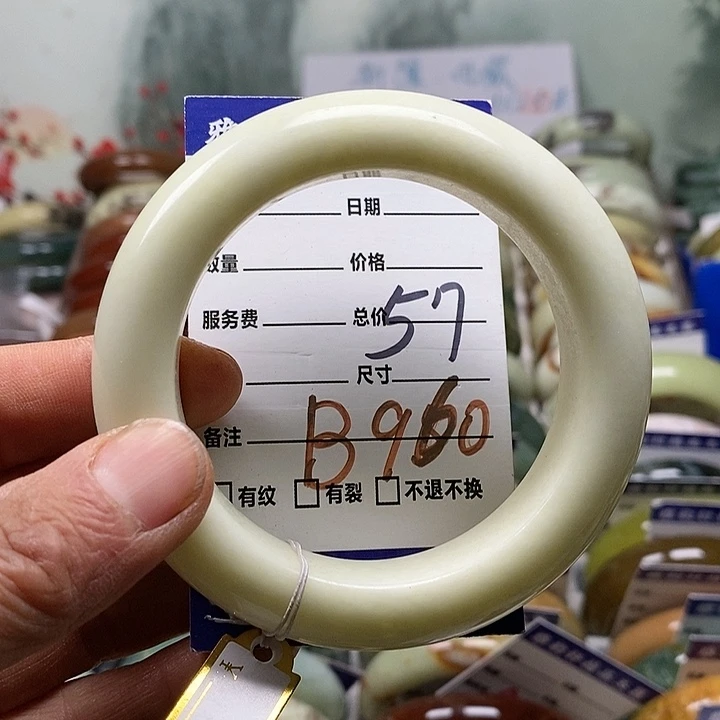 日期
数量 价格
服务费 总价 57
尺寸
备注 B960
有纹 有裂 不退不换